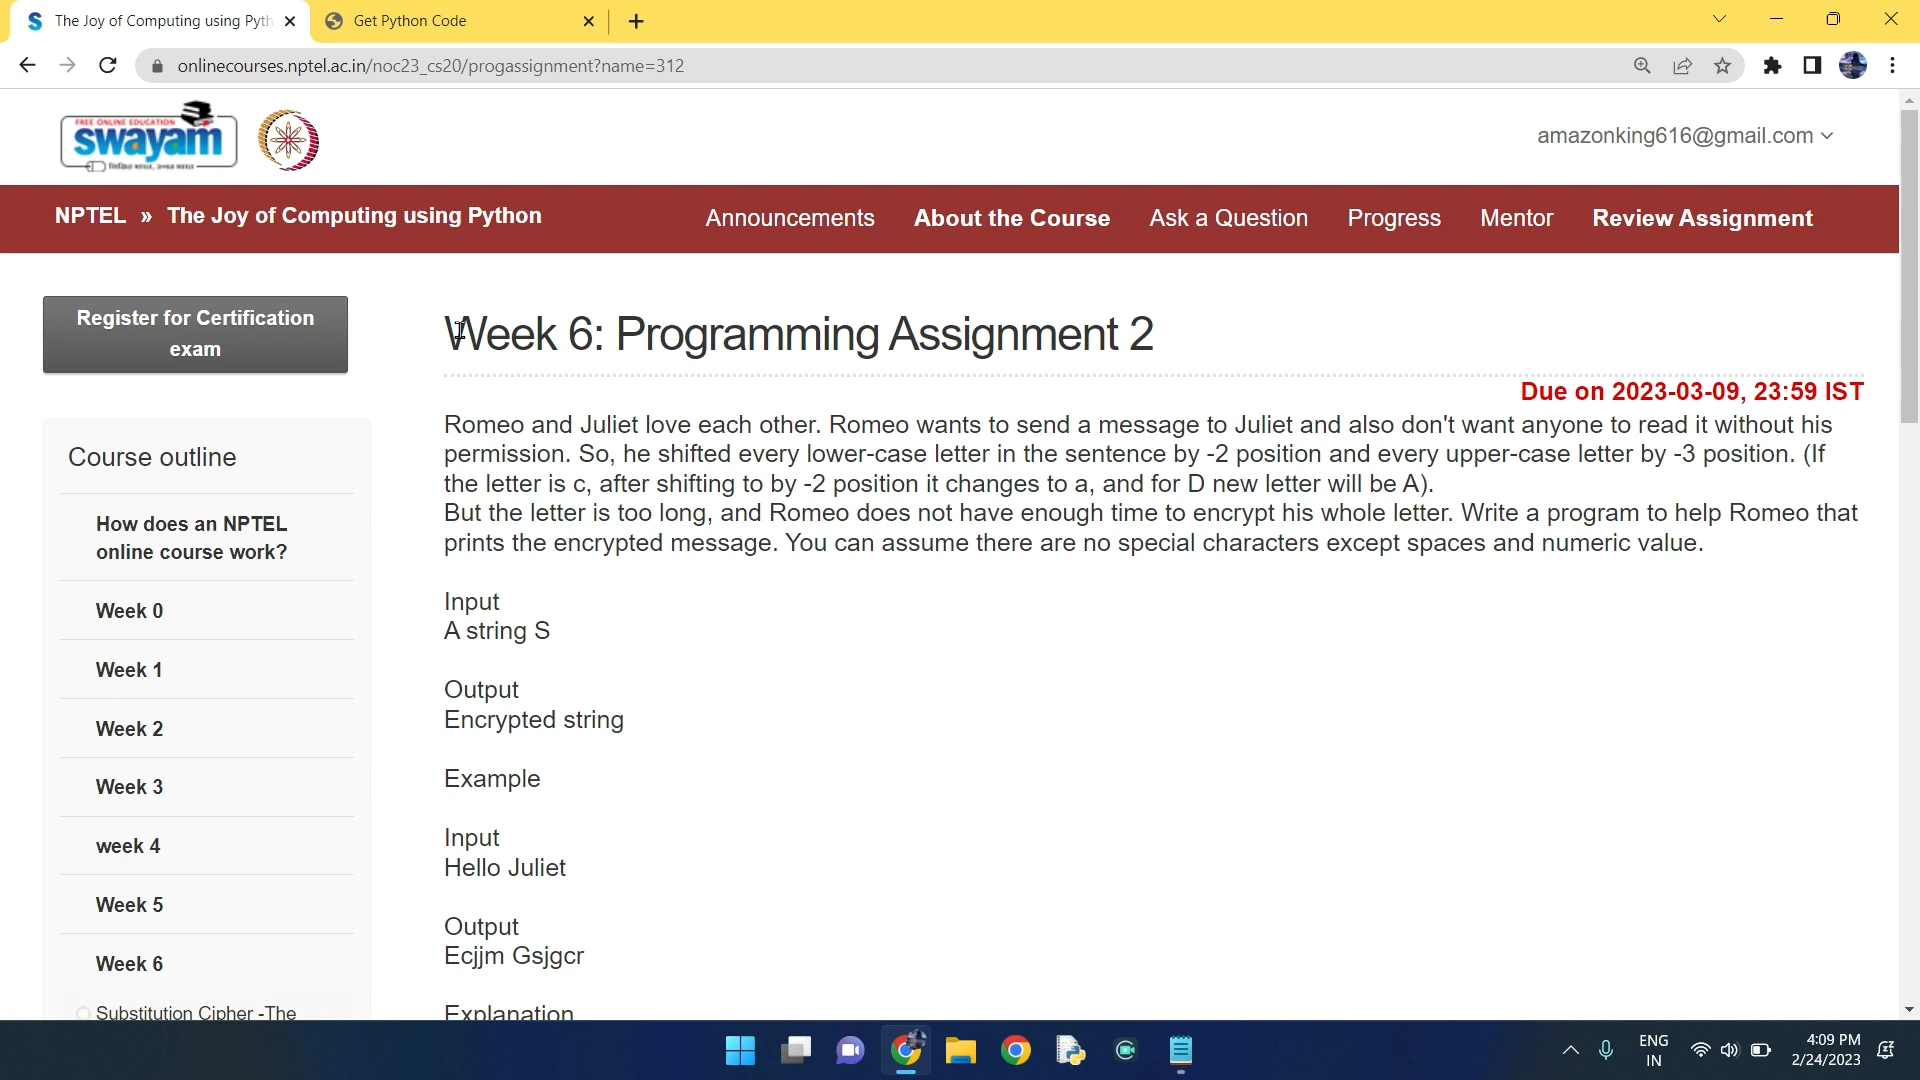 The Joy of Computing using Pyth
Get Python Code
onlinecourses.nptel.ac.in/noc23_cs20/progassignment?name=312
FREE ONLINE EDUCATION
swayam
amazonking616@gmail.com
NPTEL » The Joy of Computing using Python
Announcements About the Course Ask a Question Progress Mentor Review Assignment
Register for Certification
exam
Course outline
How does an NPTEL
online course work?
Week 0
Week 1
Week 2
Week 3
week 4
Week 5
Week 6
Substitution Cipher -The
Week 6: Programming Assignment 2
Due on 2023-03-09, 23:59 IST
Romeo and Juliet love each other. Romeo wants to send a message to Juliet and also don't want anyone to read it without his
permission. So, he shifted every lower-case letter in the sentence by -2 position and every upper-case letter by -3 position. (If
the letter is c, after shifting to by -2 position it changes to a, and for D new letter will be A).
But the letter is too long, and Romeo does not have enough time to encrypt his whole letter. Write a program to help Romeo that
prints the encrypted message. You can assume there are no special characters except spaces and numeric value.
Input
A string S
Output
Encrypted string
Example
Input
Hello Juliet
Output
Ecjjm Gsjgcr
Explanation
ENG
IN
4:09 PM
2/24/2023